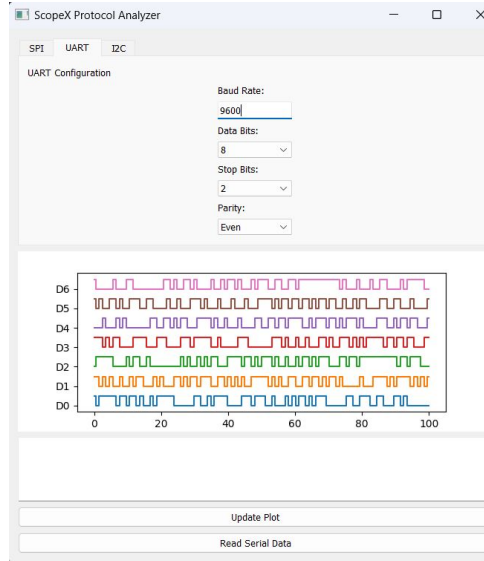 ScopeX Protocol Analyzer
SPI UART I2C
UART Configuration
Baud Rate:
9600
Data Bits:
8
Stop Bits:
2
Parity:
Even
D6
D5
D4
D3
D2
D1
D0
0 20 40 60 80 100
Update Plot
Read Serial Data